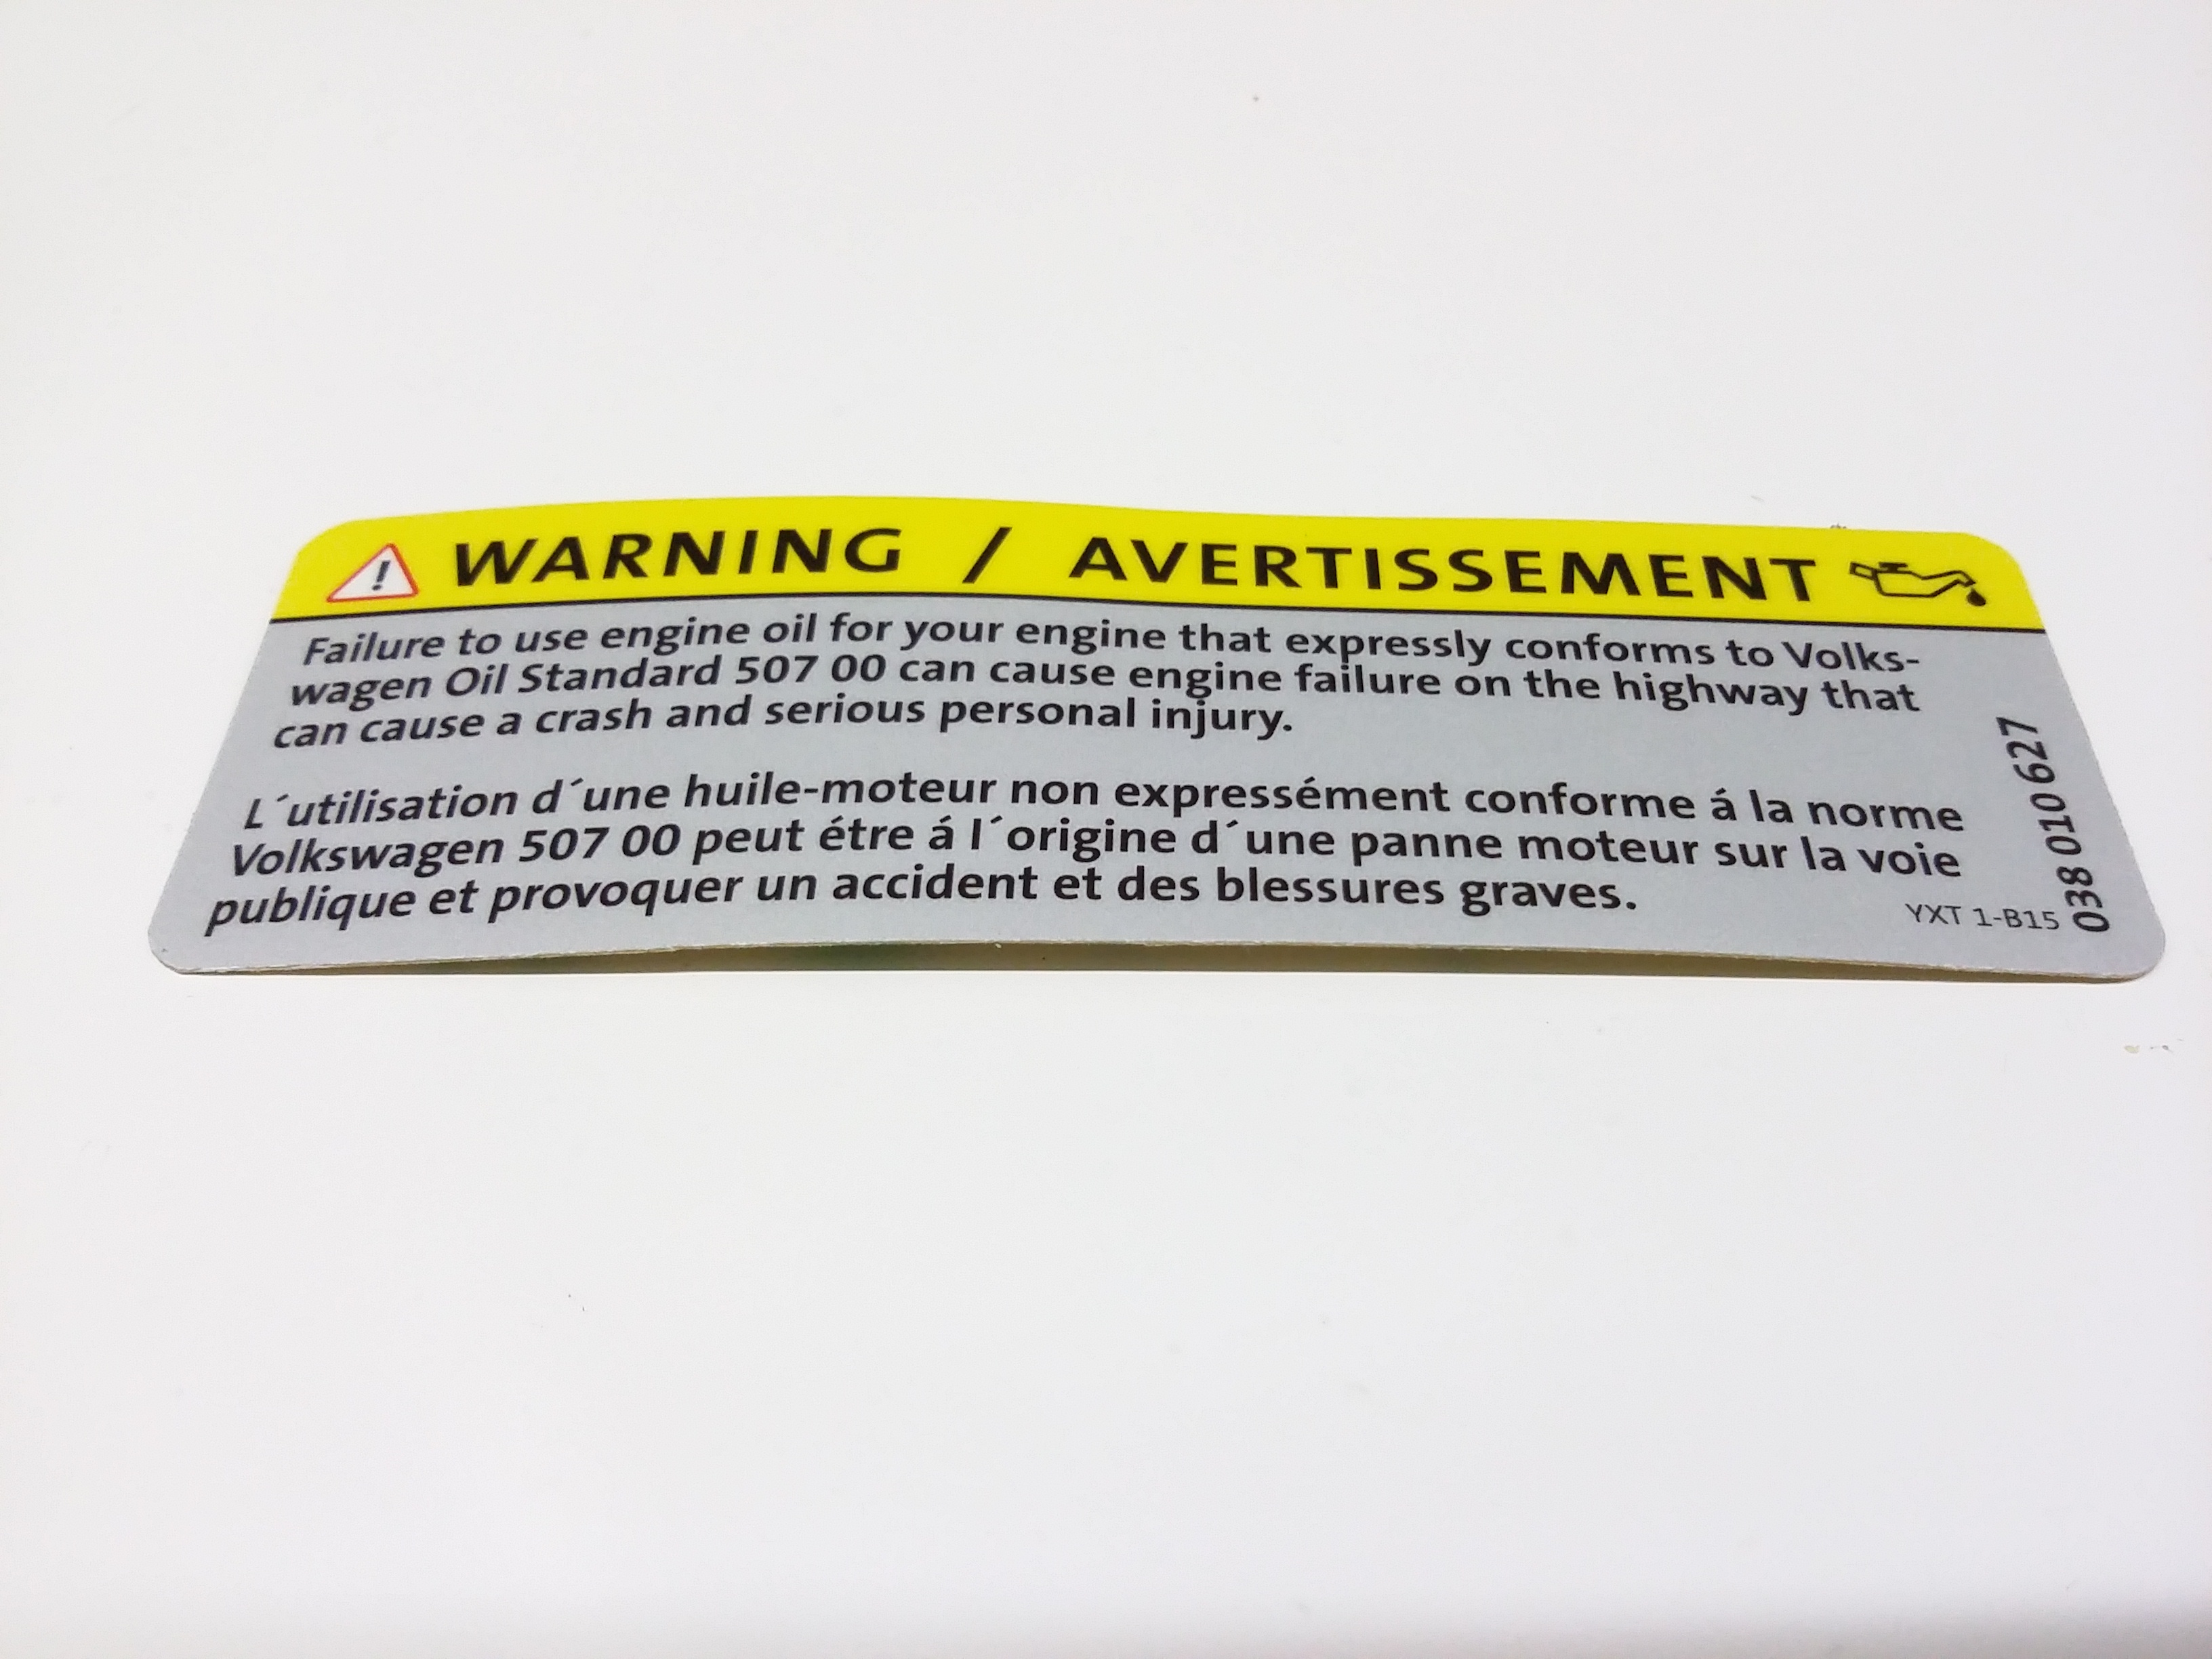 WARNING / AVERTISSEMENT
Failure to use engine oil for your engine that expressly conforms to Volks-
wagen Oil Standard 507 00 can cause engine failure on the highway that
can cause a crash and serious personal injury.
L´utilisation d´une huile-moteur non expressément conforme á la norme
Volkswagen 507 00 peut étre á l´origine d´une panne moteur sur la voie
publique et provoquer un accident et des blessures graves.
YXT 1-B15
038 010 627